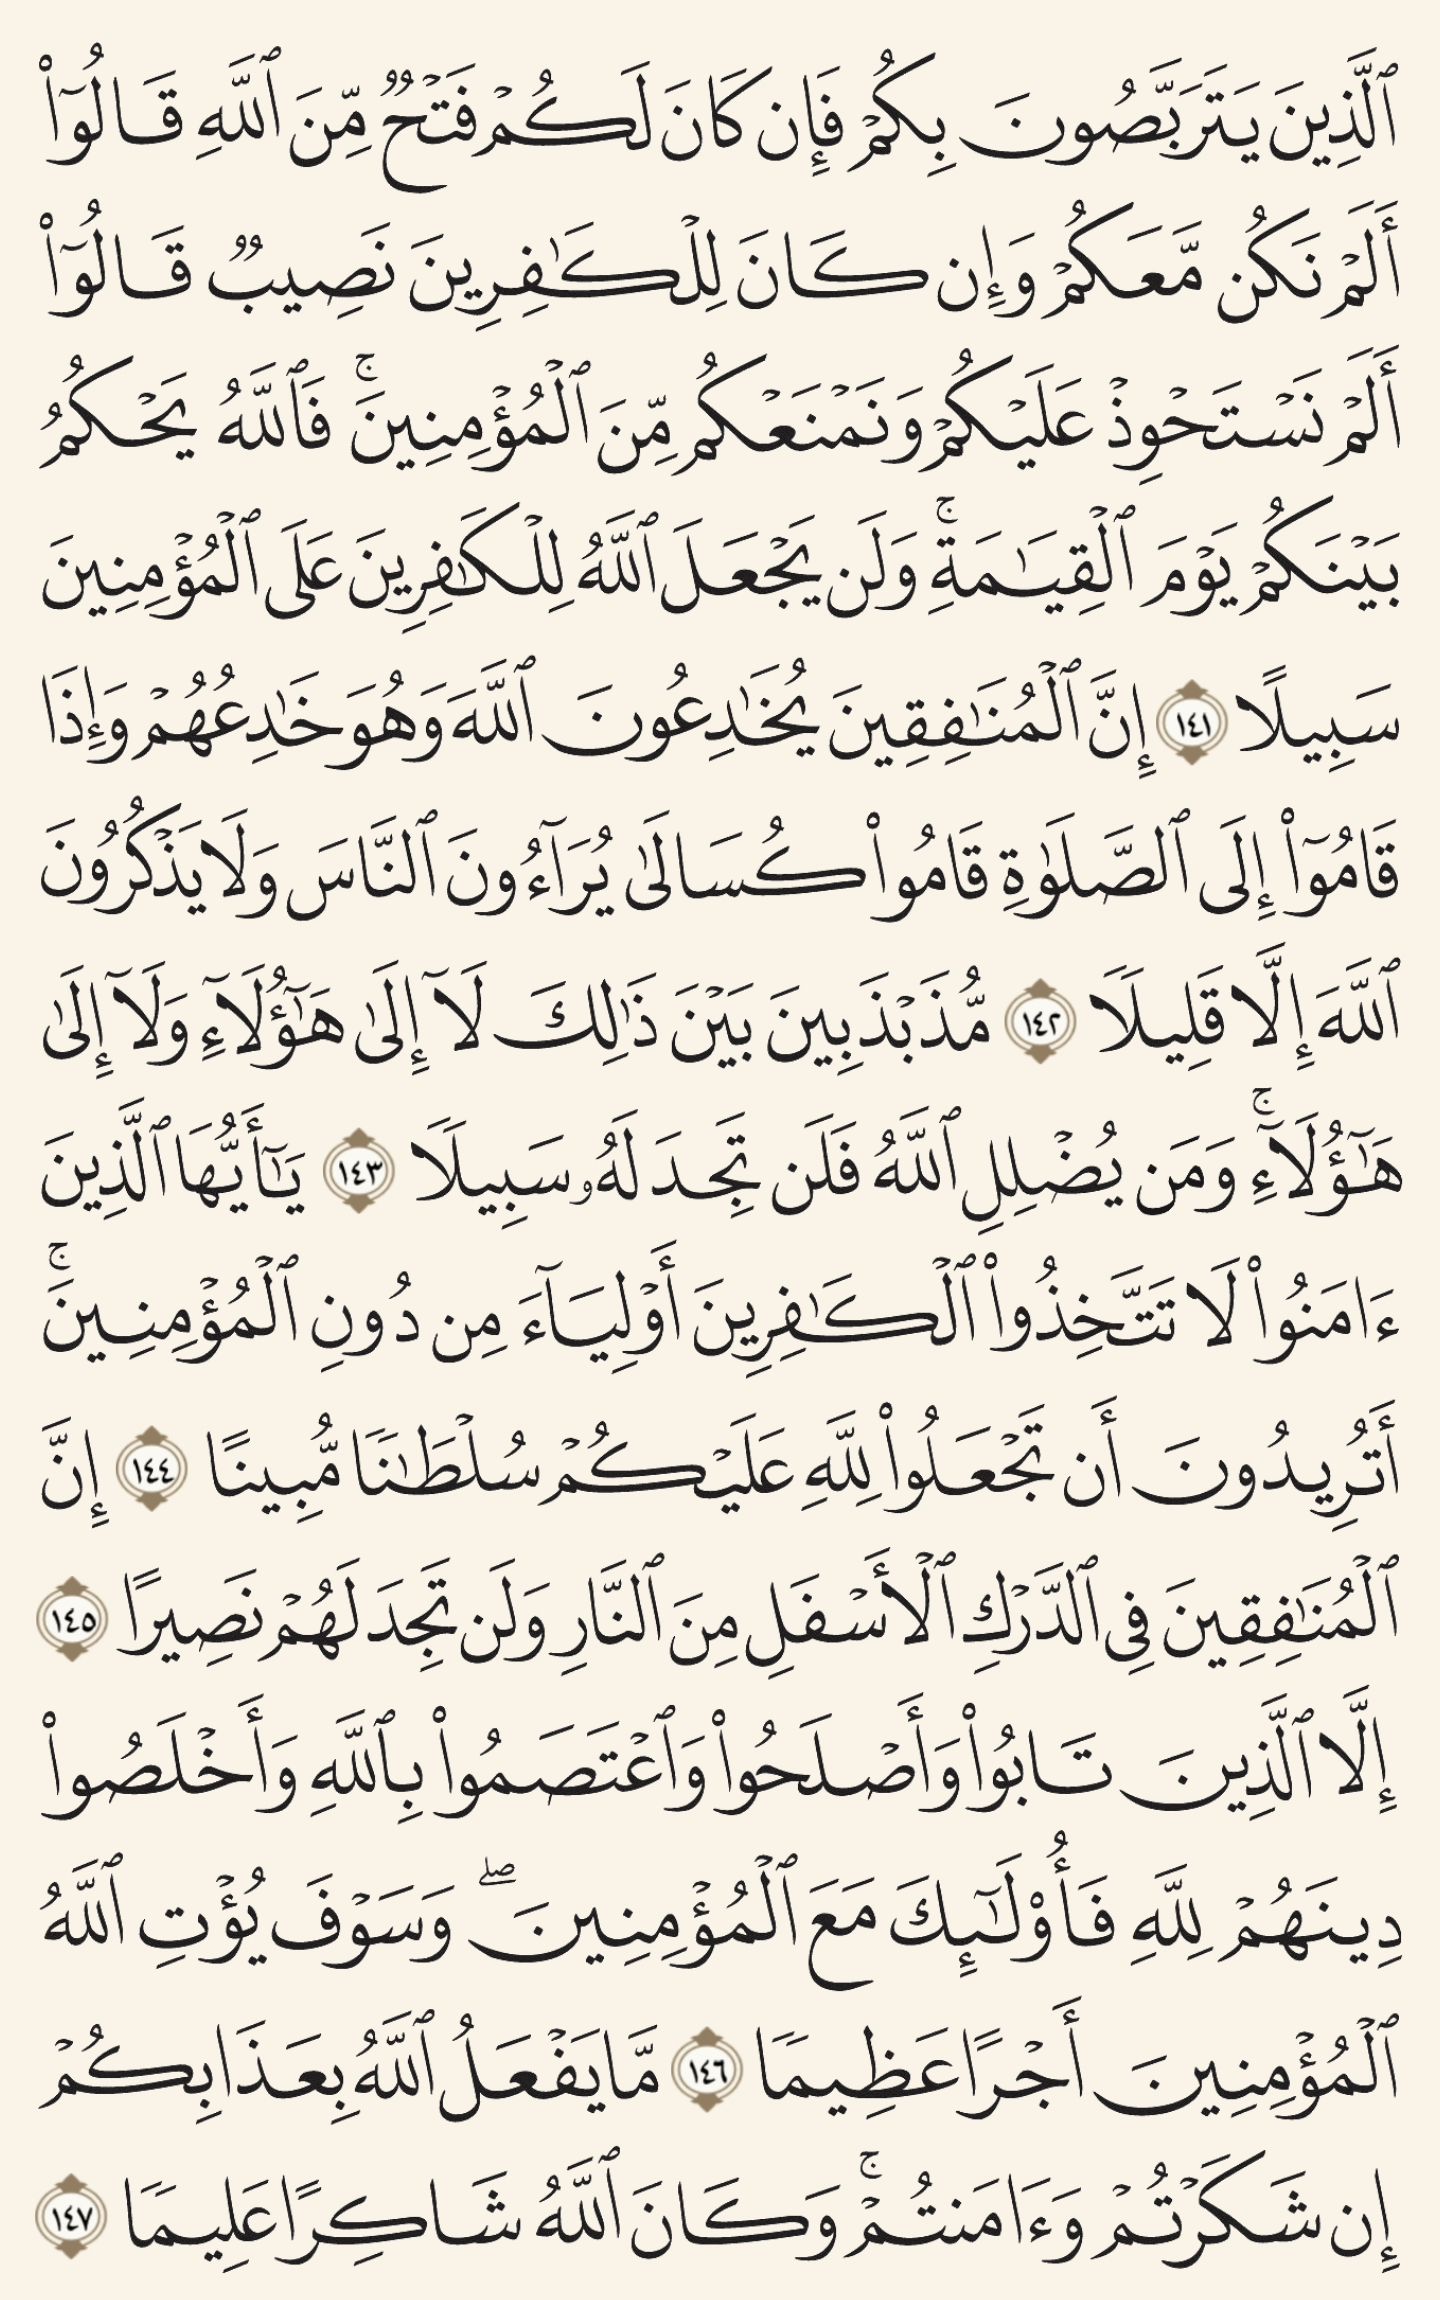 ٱلَّذِينَ يَتَرَبَّصُونَ بِكُمۡ فَإِن كَانَ لَكُمۡ فَتۡحٞ مِّنَ ٱللَّهِ قَالُوٓاْ
أَلَمۡ نَكُن مَّعَكُمۡ وَإِن كَانَ لِلۡكَٰفِرِينَ نَصِيبٞ قَالُوٓاْ
أَلَمۡ نَسۡتَحۡوِذۡ عَلَيۡكُمۡ وَنَمۡنَعۡكُم مِّنَ ٱلۡمُؤۡمِنِينَۚ فَٱللَّهُ يَحۡكُمُ
بَيۡنَكُمۡ يَوۡمَ ٱلۡقِيَٰمَةِۚ وَلَن يَجۡعَلَ ٱللَّهُ لِلۡكَٰفِرِينَ عَلَى ٱلۡمُؤۡمِنِينَ
سَبِيلًا ١٤١ إِنَّ ٱلۡمُنَٰفِقِينَ يُخَٰدِعُونَ ٱللَّهَ وَهُوَ خَٰدِعُهُمۡ وَإِذَا
قَامُوٓاْ إِلَى ٱلصَّلَوٰةِ قَامُواْ كُسَالَىٰ يُرَآءُونَ ٱلنَّاسَ وَلَا يَذۡكُرُونَ
ٱللَّهَ إِلَّا قَلِيلٗا ١٤٢ مُّذَبۡذَبِينَ بَيۡنَ ذَٰلِكَ لَآ إِلَىٰ هَٰٓؤُلَآءِ وَلَآ إِلَىٰ
هَٰٓؤُلَآءِۚ وَمَن يُضۡلِلِ ٱللَّهُ فَلَن تَجِدَ لَهُۥ سَبِيلٗا ١٤٣ يَٰٓأَيُّهَا ٱلَّذِينَ
ءَامَنُواْ لَا تَتَّخِذُواْ ٱلۡكَٰفِرِينَ أَوۡلِيَآءَ مِن دُونِ ٱلۡمُؤۡمِنِينَۚ
أَتُرِيدُونَ أَن تَجۡعَلُواْ لِلَّهِ عَلَيۡكُمۡ سُلۡطَٰنٗا مُّبِينًا ١٤٤ إِنَّ
ٱلۡمُنَٰفِقِينَ فِي ٱلدَّرۡكِ ٱلۡأَسۡفَلِ مِنَ ٱلنَّارِ وَلَن تَجِدَ لَهُمۡ نَصِيرًا ١٤٥
إِلَّا ٱلَّذِينَ تَابُواْ وَأَصۡلَحُواْ وَٱعۡتَصَمُواْ بِٱللَّهِ وَأَخۡلَصُواْ
دِينَهُمۡ لِلَّهِ فَأُوْلَٰٓئِكَ مَعَ ٱلۡمُؤۡمِنِينَۖ وَسَوۡفَ يُؤۡتِ ٱللَّهُ
ٱلۡمُؤۡمِنِينَ أَجۡرًا عَظِيمٗا ١٤٦ مَّا يَفۡعَلُ ٱللَّهُ بِعَذَابِكُمۡ
إِن شَكَرۡتُمۡ وَءَامَنتُمۡۚ وَكَانَ ٱللَّهُ شَاكِرًا عَلِيمٗا ١٤٧